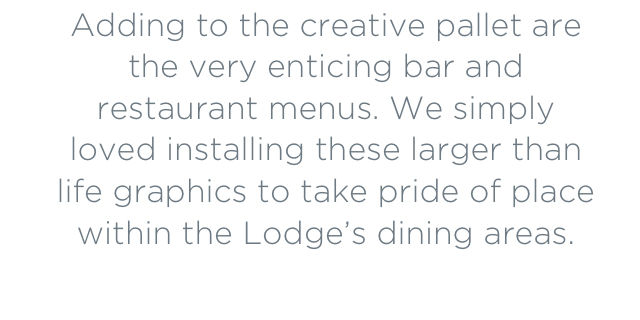 Adding to the creative pallet are
the very enticing bar and
restaurant menus. We simply
loved installing these larger than
life graphics to take pride of place
within the Lodge’s dining areas.